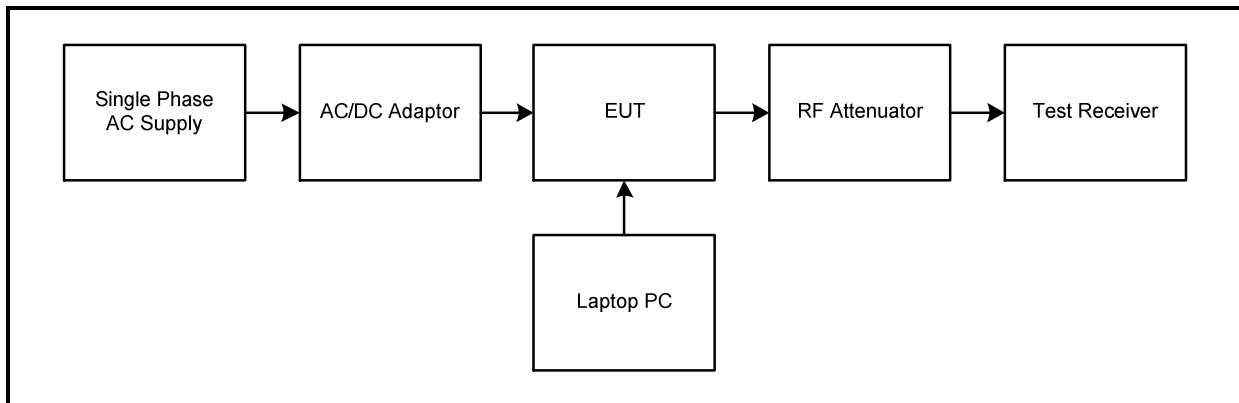 Single Phase
AC Supply
AC/DC Adaptor
EUT
RF Attenuator
Test Receiver
Laptop PC